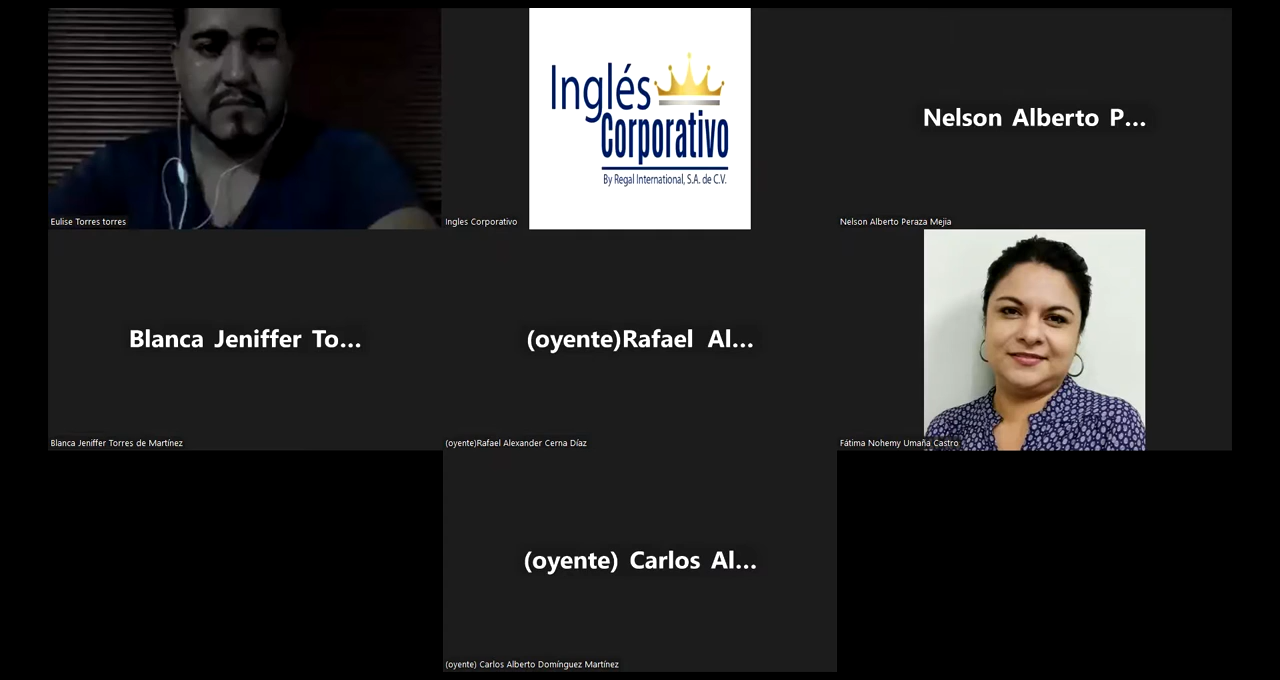 Eulise Torres torres
Inglés
Corporativo
By Regal International, S.A. de C.V.
Ingles Corporativo
Nelson Alberto P...
Nelson Alberto Peraza Mejia
Blanca Jeniffer To...
Blanca Jeniffer Torres de Martínez
(oyente)Rafael Al...
(oyente)Rafael Alexander Cerna Díaz
Fátima Nohemy Umaña Castro
(oyente) Carlos Al...
(oyente) Carlos Alberto Domínguez Martínez